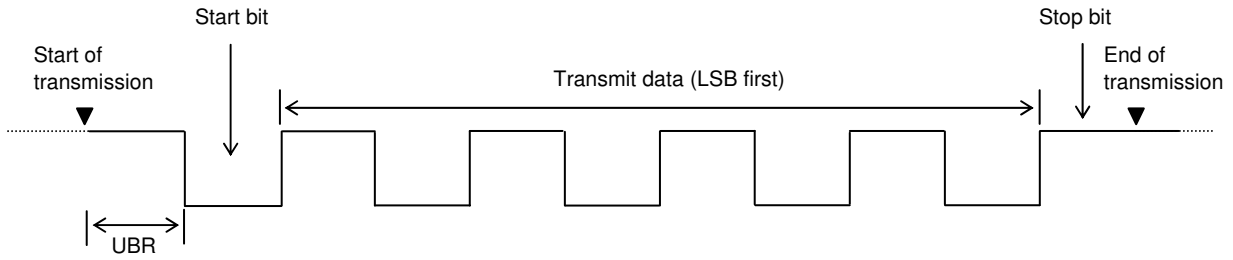 Start bit
Stop bit
Start of
transmission
End of
transmission
Transmit data (LSB first)
UBR